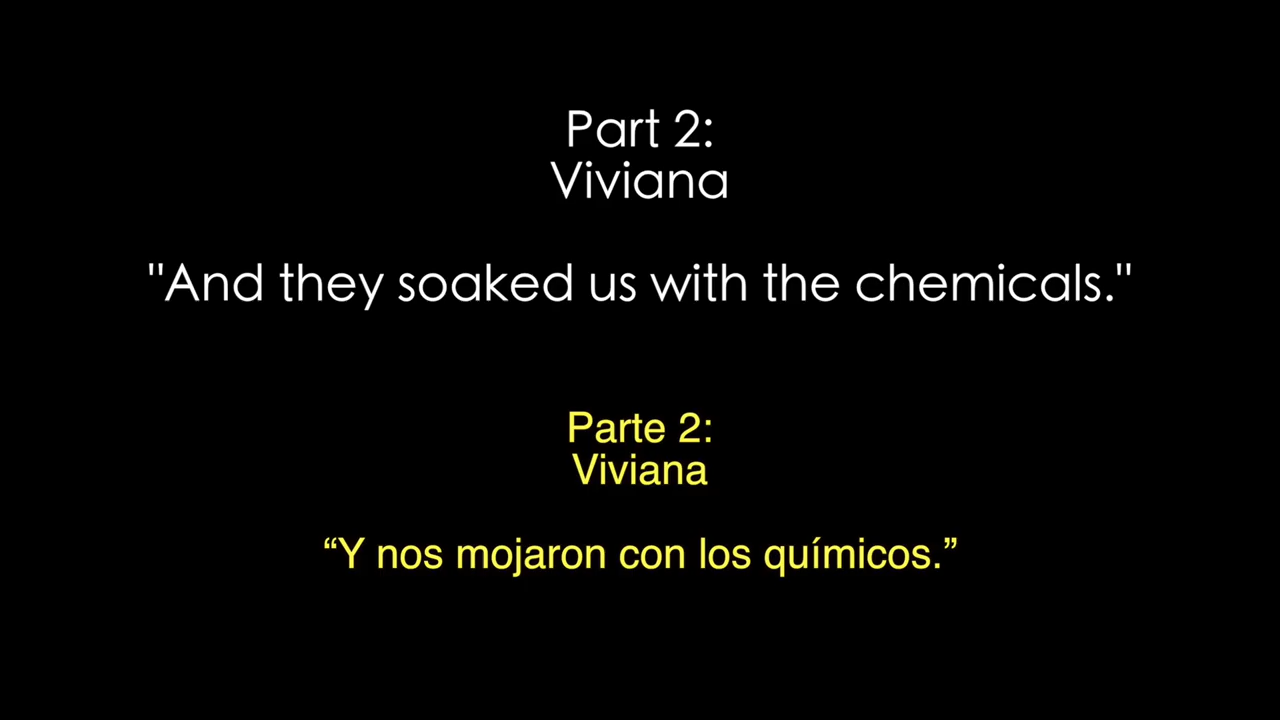 Part 2:
Viviana
"And they soaked us with the chemicals."
Parte 2:
Viviana
“Y nos mojaron con los químicos.”